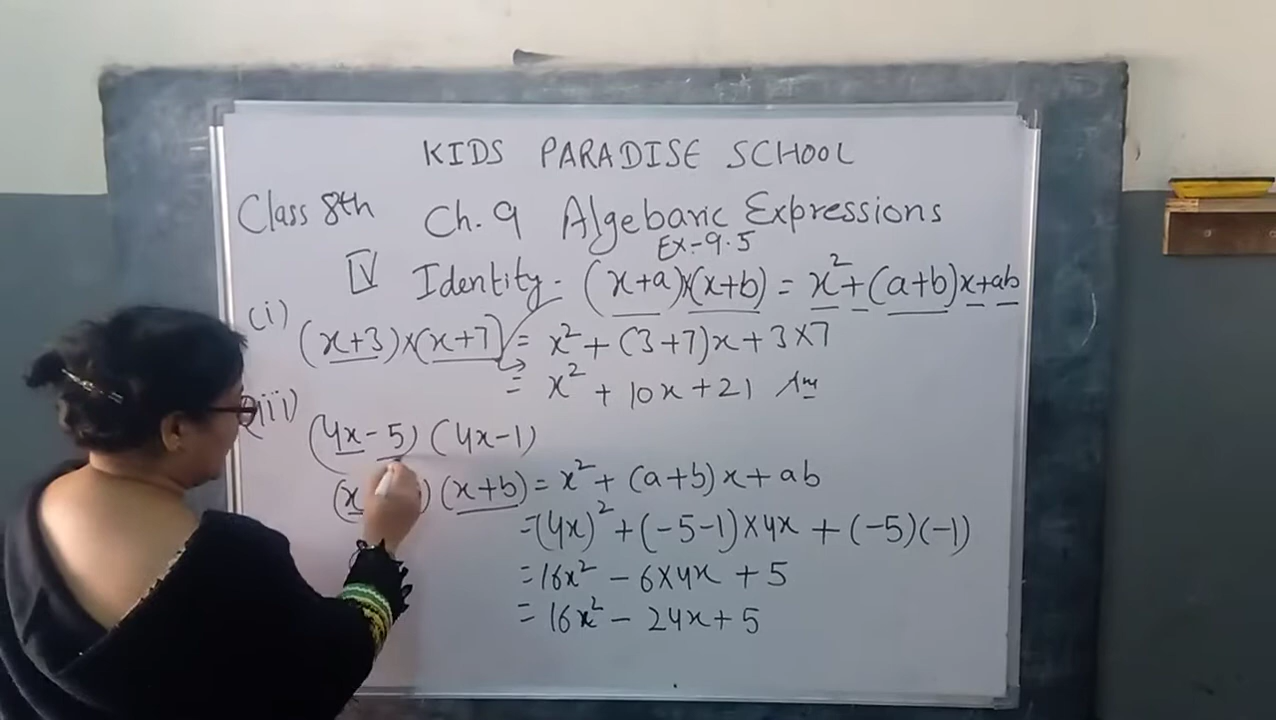 KIDS PARADISE SCHOOL
Class 8th Ch. 9 Algebaric Expressions
Ex-9.5
IV Identity- (x+a)×(x+b) = x²+(a+b)x+ab
(i) (x+3)×(x+7) = x²+(3+7)x+3×7
= x²+10x+21 Ans
(iii) (4x-5)(4x-1)
(x )(x+b) = x²+(a+b)x+ab
=(4x)²+(-5-1)×4x+(-5)(-1)
=16x²-6×4x+5
=16x²-24x+5